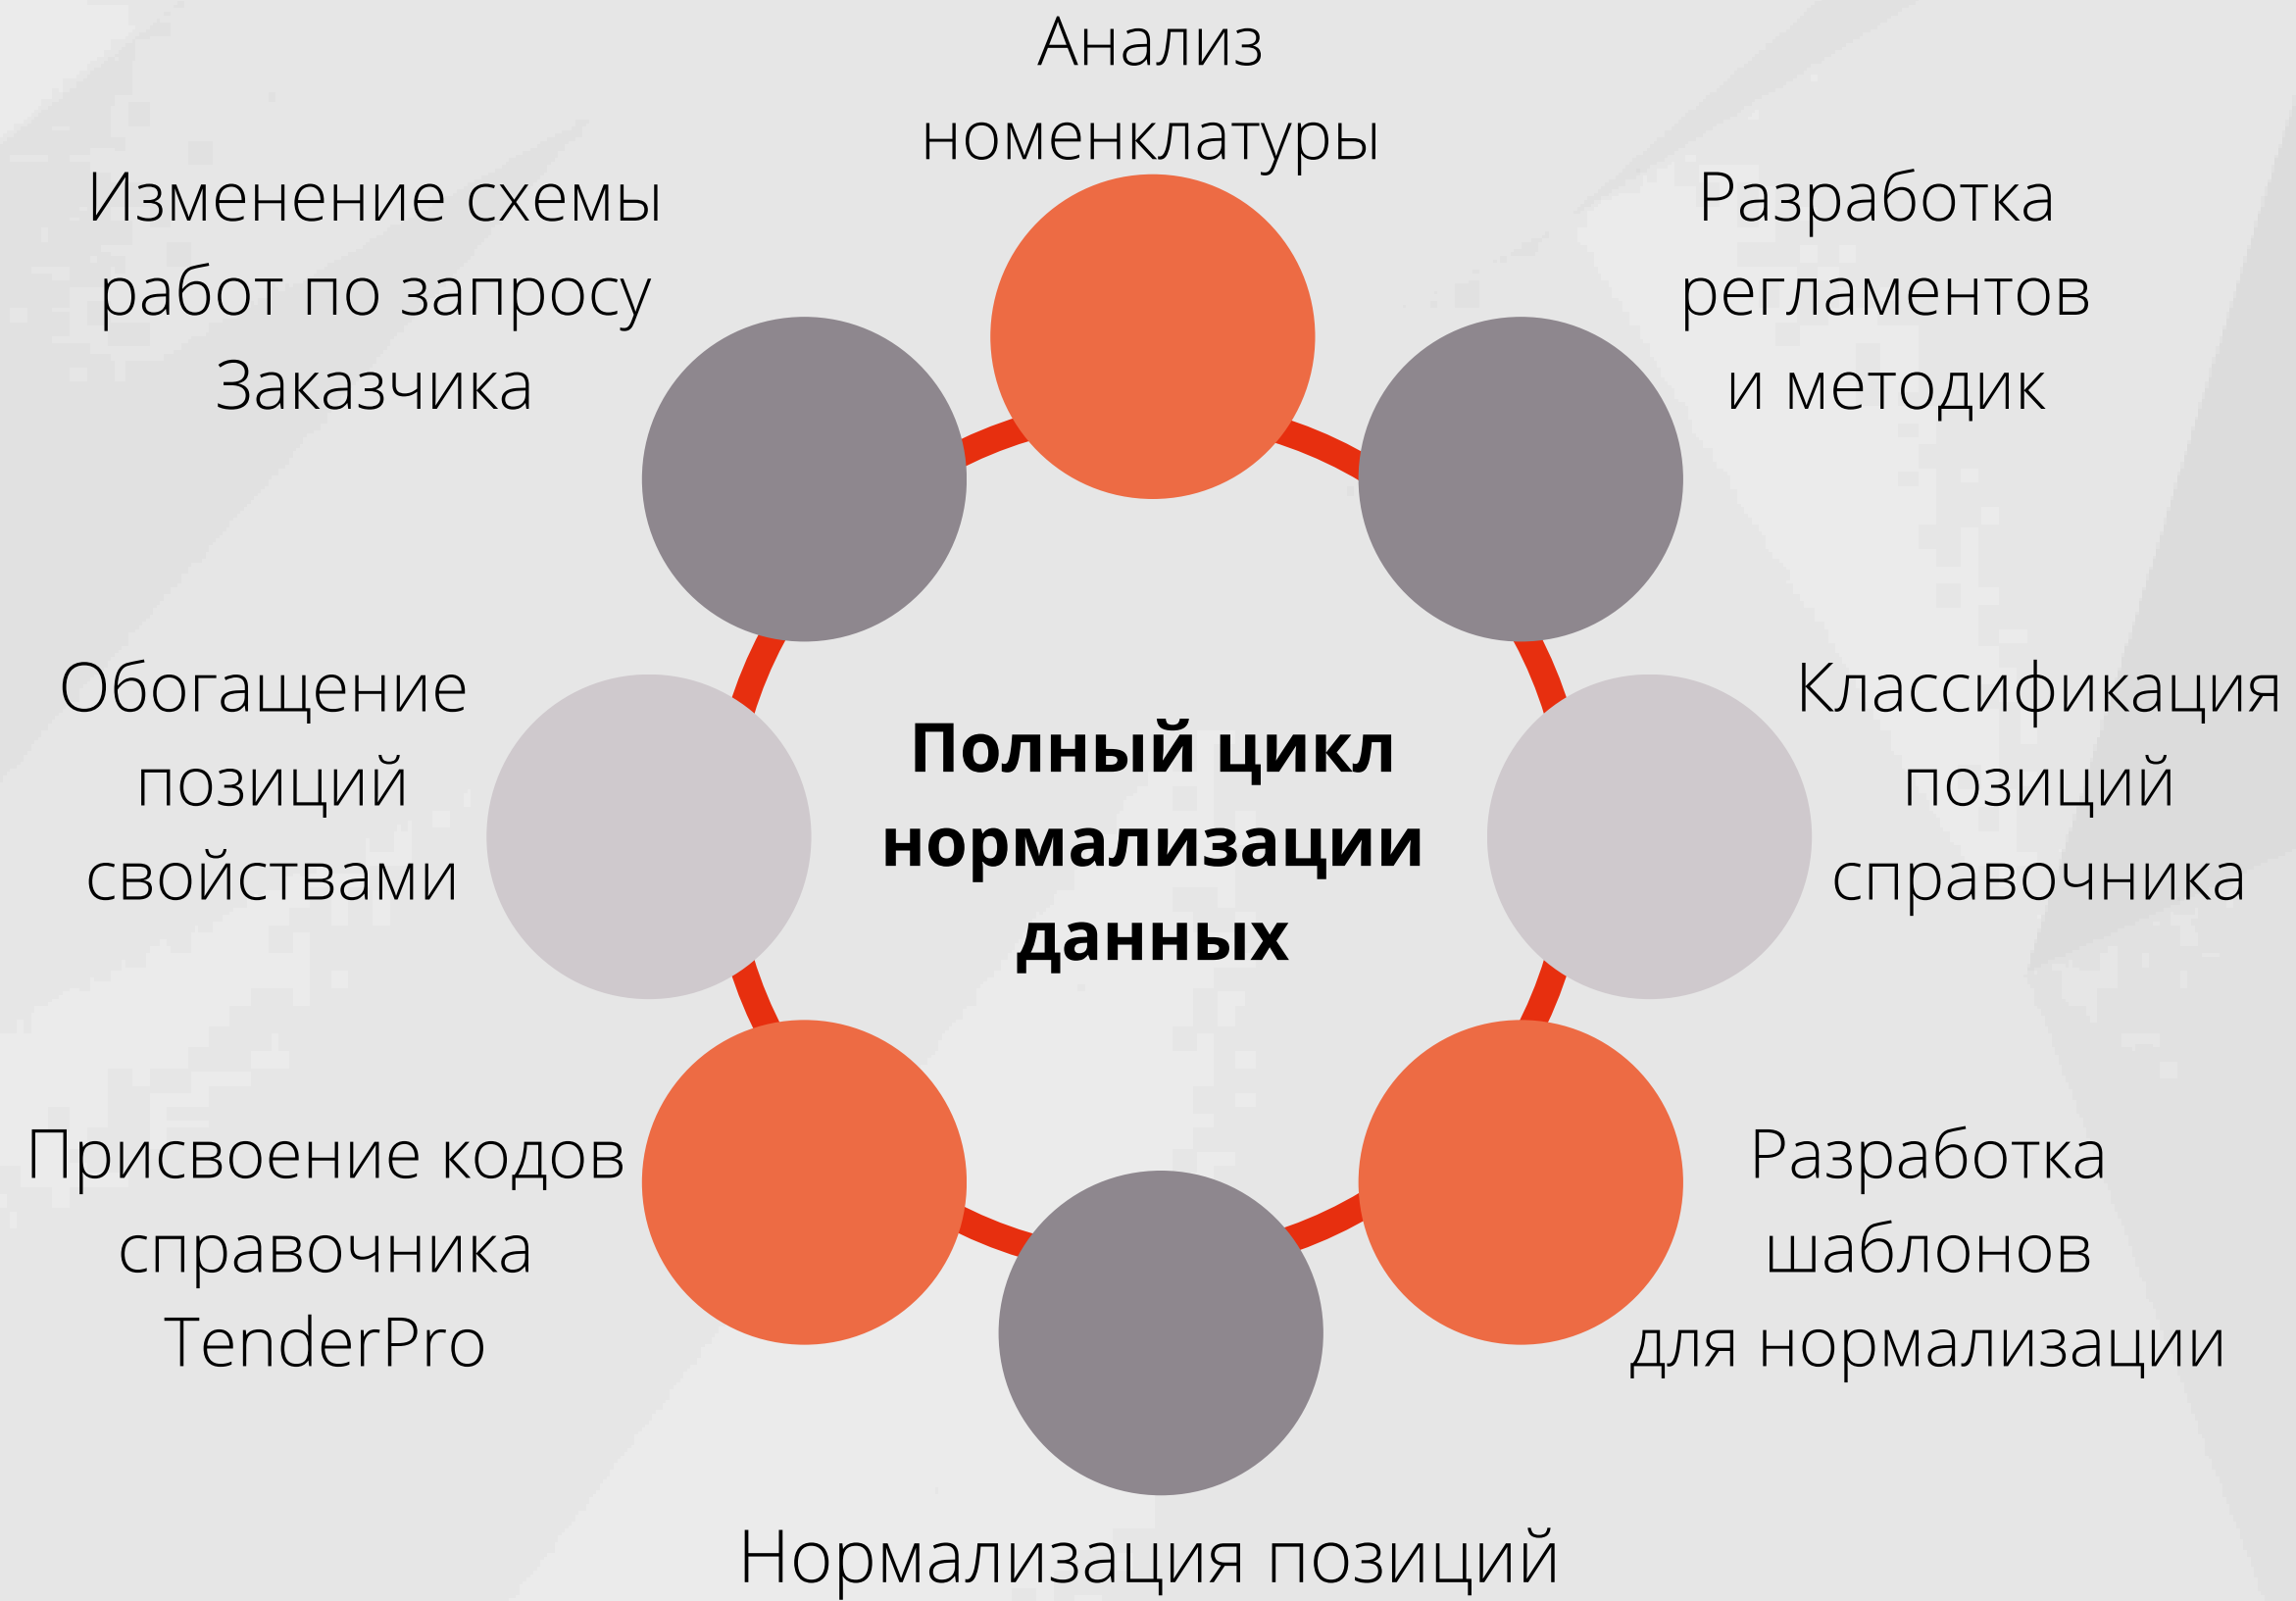 Анализ
номенклатуры
Разработка
регламентов
и методик
Классификация
позиций
справочника
Разработка
шаблонов
для нормализации
Нормализация позиций
Присвоение кодов
справочника
TenderPro
Обогащение
позиций
свойствами
Изменение схемы
работ по запросу
Заказчика
Полный цикл
нормализации
данных